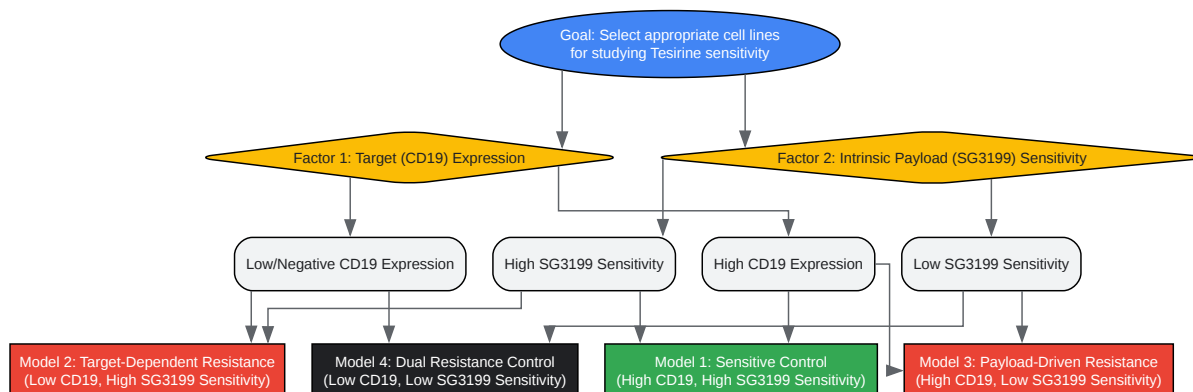 Goal: Select appropriate cell lines
for studying Tesirine sensitivity
Factor 1: Target (CD19) Expression
Factor 2: Intrinsic Payload (SG3199) Sensitivity
Low/Negative CD19 Expression
High SG3199 Sensitivity
High CD19 Expression
Low SG3199 Sensitivity
Model 2: Target-Dependent Resistance
(Low CD19, High SG3199 Sensitivity)
Model 4: Dual Resistance Control
(Low CD19, Low SG3199 Sensitivity)
Model 1: Sensitive Control
(High CD19, High SG3199 Sensitivity)
Model 3: Payload-Driven Resistance
(High CD19, Low SG3199 Sensitivity)